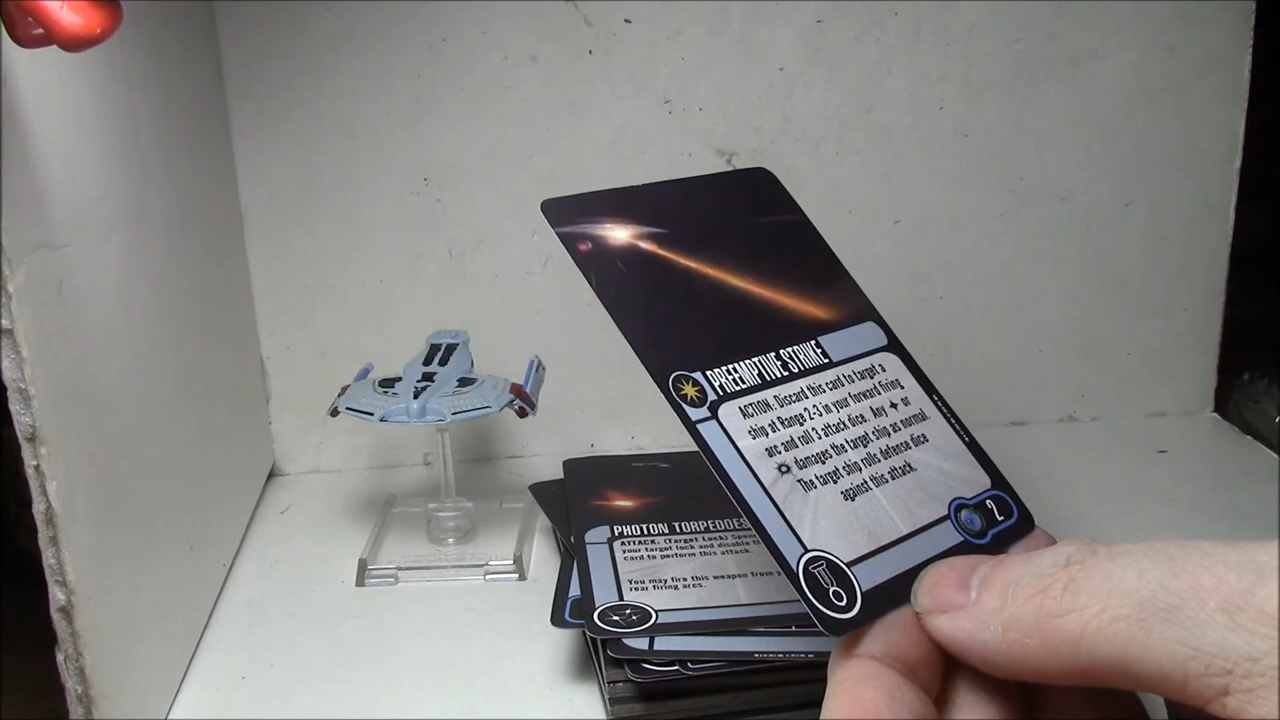 PREEMPTIVE STRIKE
ACTION: Discard this card to target a
ship at Range 2-3 in your forward firing
arc and roll 3 attack dice. Any or
damages the target ship as normal.
The target ship rolls defense dice
against this attack.
2
PHOTON TORPEDOES
ATTACK: (Target Lock)
your target lock and disable
card to perform this attack.
You may fire this weapon from
rear firing arcs.